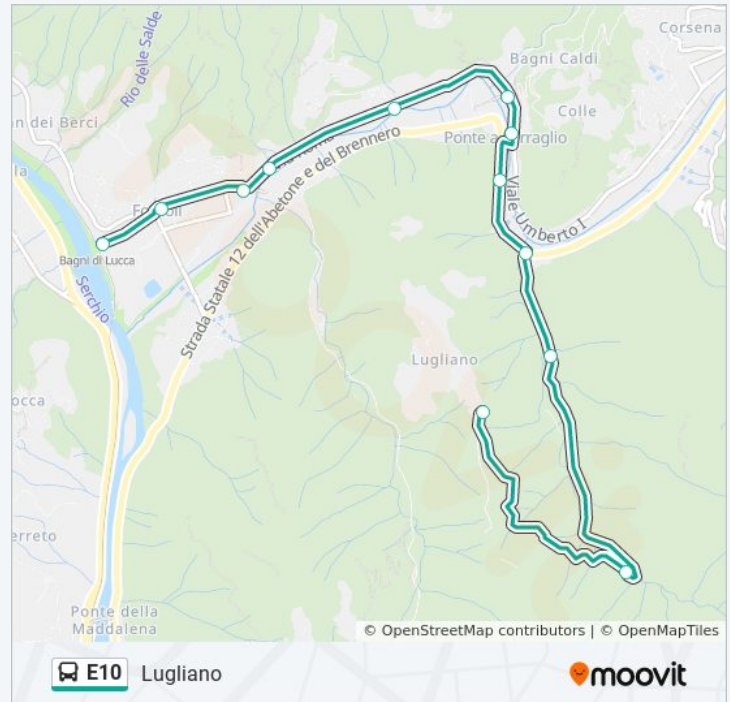 Corsena
Rio delle Salde
Bagni Caldi
Colle
an dei Berci
Ponte a Serraglio
Viale Umberto I
Strada Statale 12 dell'Abetone e del Brennero
Bagni di Lucca
Serchio
Lugliano
occa
erreto
Ponte della
Maddalena
© OpenStreetMap contributors | © OpenMapTiles
E10 Lugliano
moovit